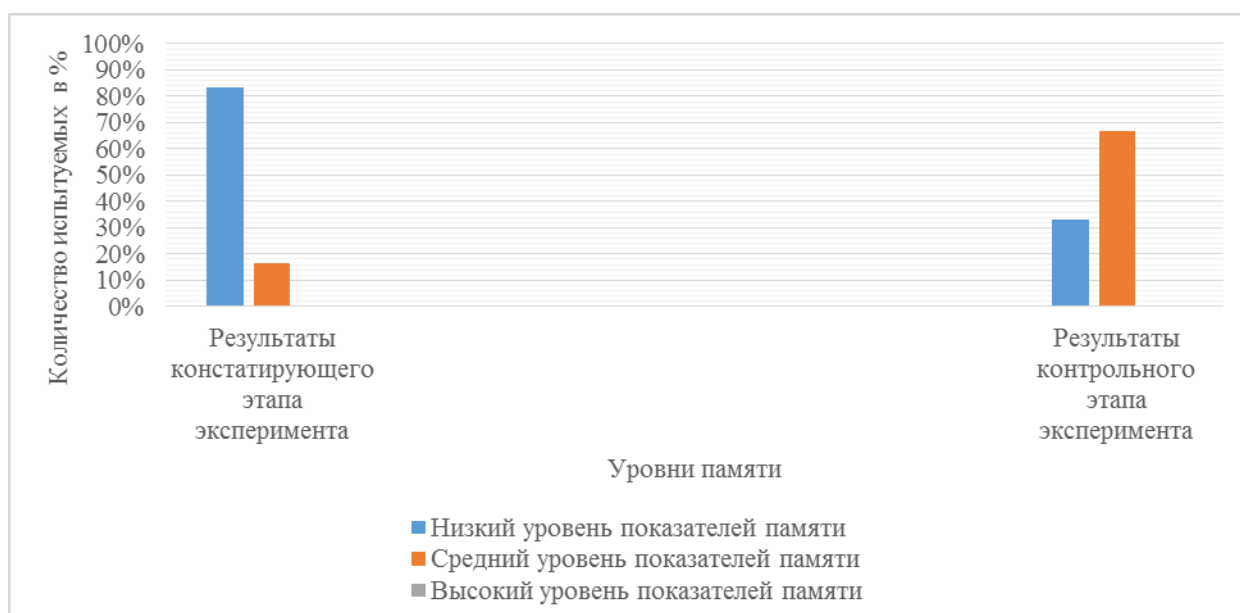 Количество испытуемых в %
100%
90%
80%
70%
60%
50%
40%
30%
20%
10%
0%
Результаты
констатирующего
этапа
эксперимента
Результаты
контрольного
этапа
эксперимента
Уровни памяти
Низкий уровень показателей памяти
Средний уровень показателей памяти
Высокий уровень показателей памяти